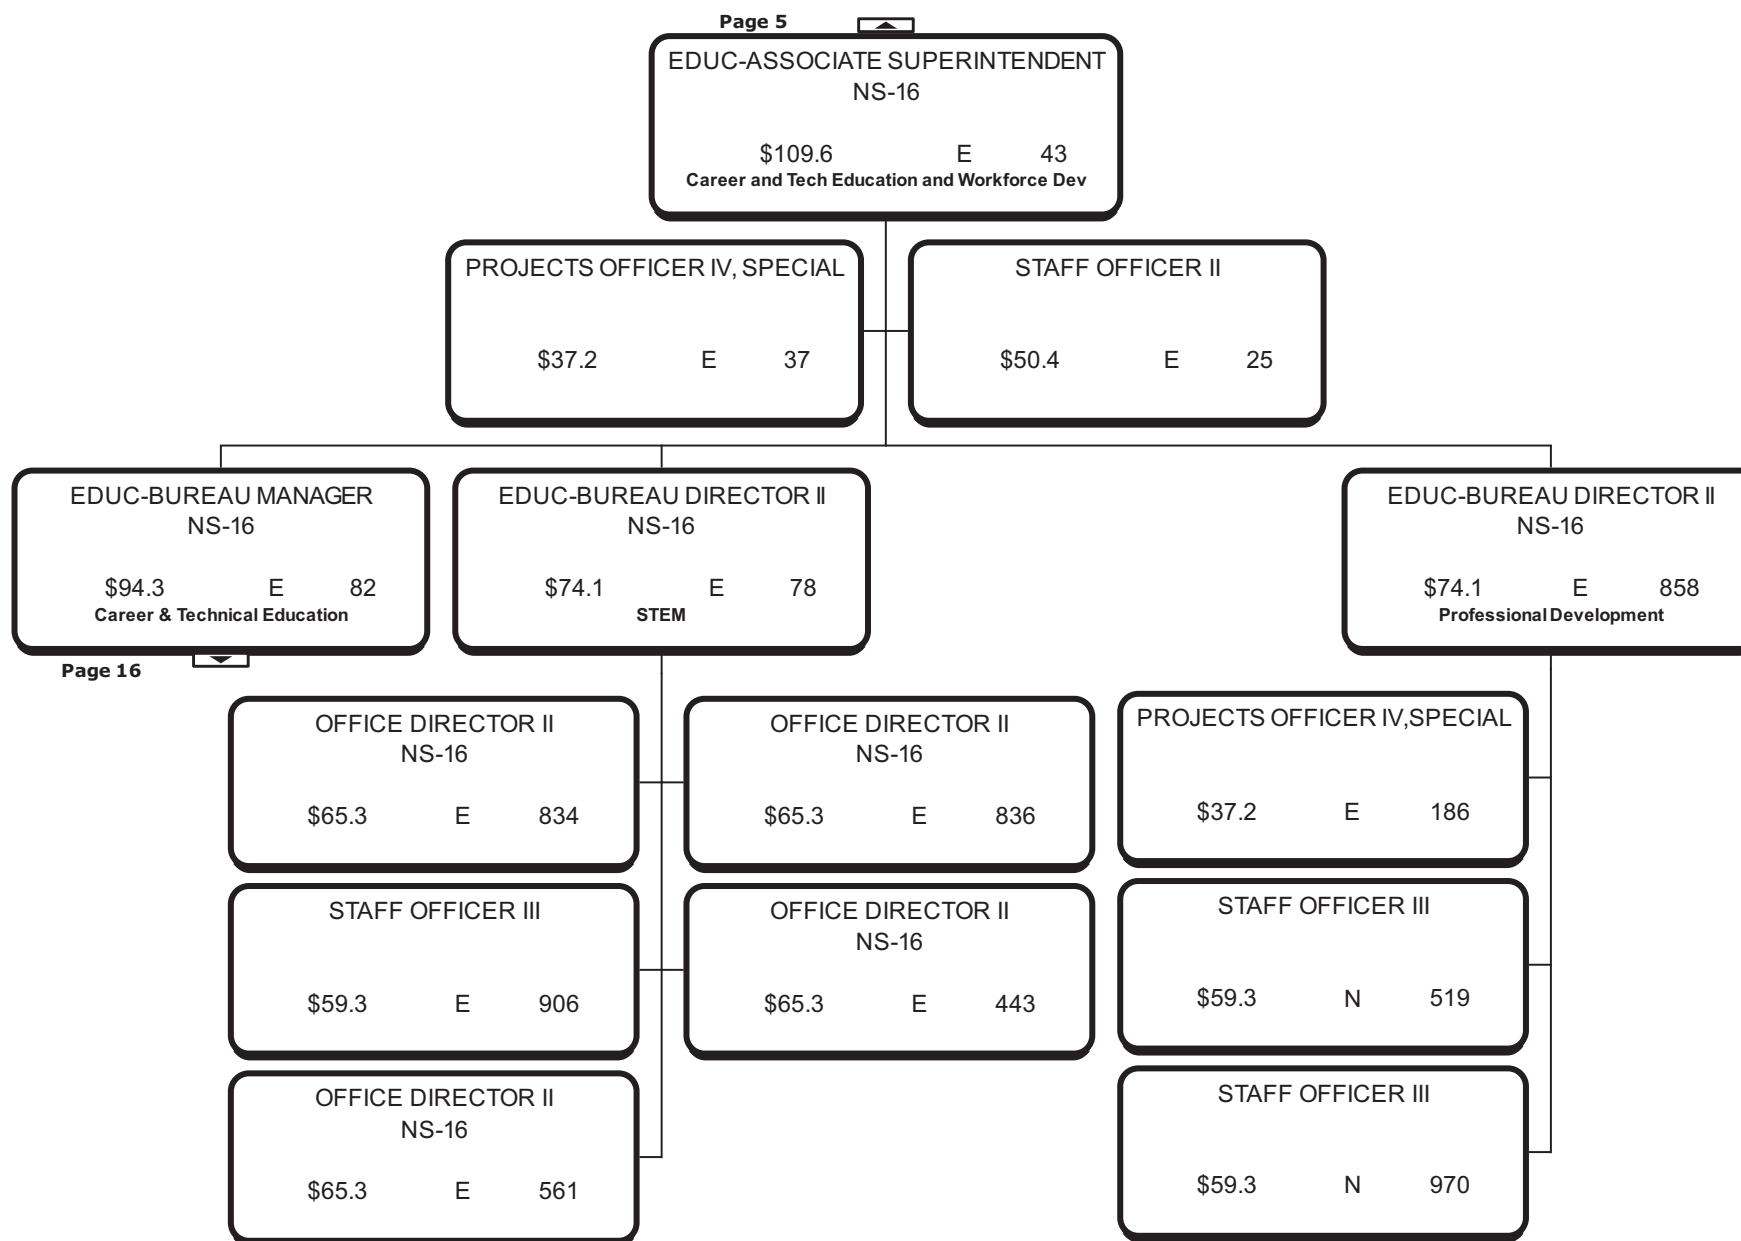 Page 5
EDUC-ASSOCIATE SUPERINTENDENT
NS-16
$109.6 E 43
Career and Tech Education and Workforce Dev
PROJECTS OFFICER IV, SPECIAL
$37.2 E 37
STAFF OFFICER II
$50.4 E 25
EDUC-BUREAU MANAGER
NS-16
$94.3 E 82
Career & Technical Education
Page 16
EDUC-BUREAU DIRECTOR II
NS-16
$74.1 E 78
STEM
EDUC-BUREAU DIRECTOR II
NS-16
$74.1 E 858
Professional Development
OFFICE DIRECTOR II
NS-16
$65.3 E 834
OFFICE DIRECTOR II
NS-16
$65.3 E 836
PROJECTS OFFICER IV,SPECIAL
$37.2 E 186
STAFF OFFICER III
$59.3 E 906
OFFICE DIRECTOR II
NS-16
$65.3 E 443
STAFF OFFICER III
$59.3 N 519
OFFICE DIRECTOR II
NS-16
$65.3 E 561
STAFF OFFICER III
$59.3 N 970